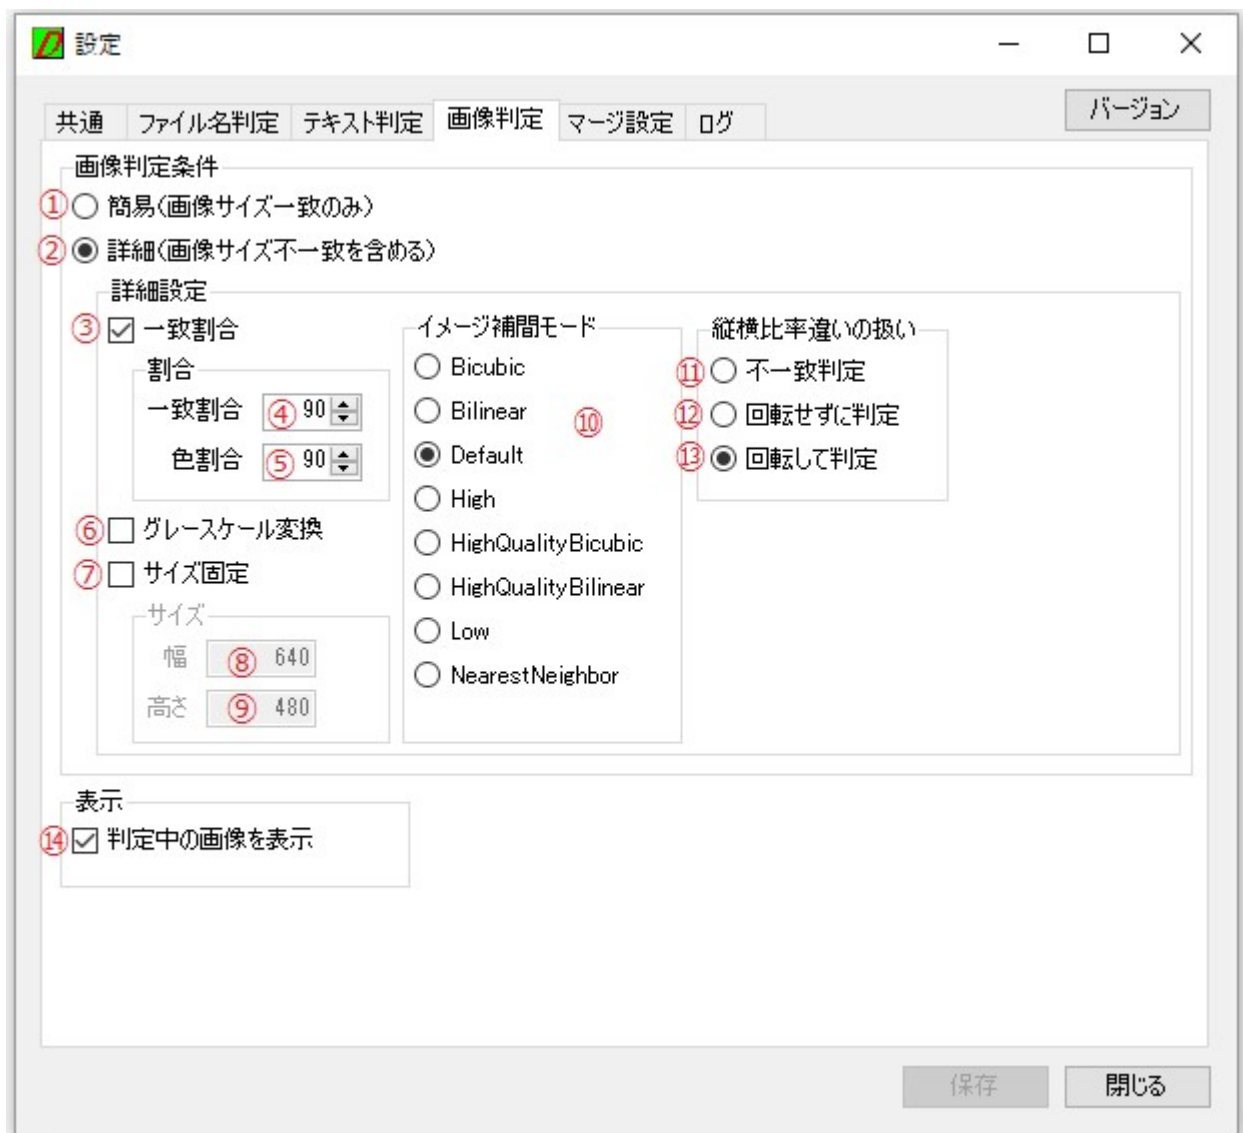 設定
バージョン
共通 ファイル名判定 テキスト判定 画像判定 マージ設定 ログ
画像判定条件
① 簡易(画像サイズ一致のみ)
② 詳細(画像サイズ不一致を含める)
詳細設定
③ 一致割合
割合
一致割合 ④ 90
色割合 ⑤ 90
⑥ グレースケール変換
⑦ サイズ固定
サイズ
幅 ⑧ 640
高さ ⑨ 480
イメージ補間モード
Bicubic
Bilinear
⑩
Default
High
HighQualityBicubic
HighQualityBilinear
Low
NearestNeighbor
縦横比率違いの扱い
⑪ 不一致判定
⑫ 回転せずに判定
⑬ 回転して判定
表示
⑭ 判定中の画像を表示
保存 閉じる